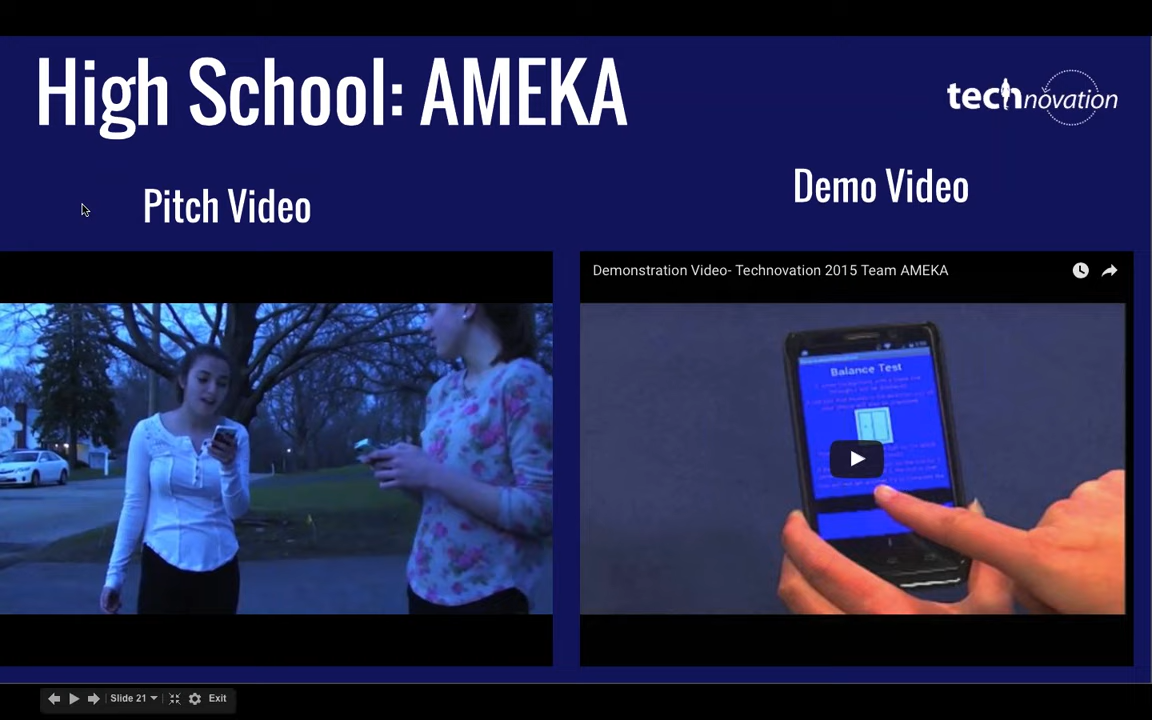 High School: AMEKA
technovation
Pitch Video
Demo Video
Demonstration Video- Technovation 2015 Team AMEKA
Balance Test
Slide 21
Exit